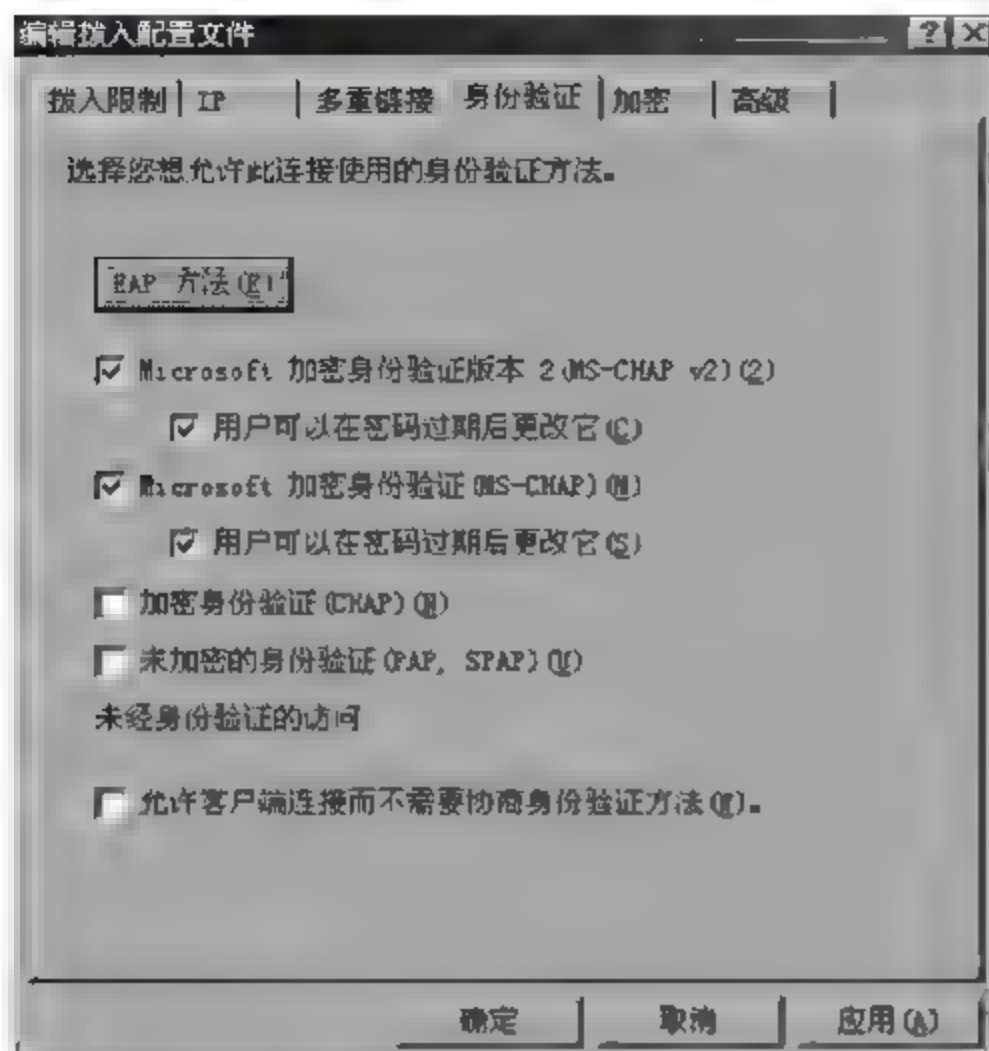 编辑拨入配置文件
拨入限制 IP 多重链接 身份验证 加密 高级
选择您想允许此连接使用的身份验证方法。
EAP 方法(E)
Microsoft 加密身份验证版本 2(MS-CHAP v2)(2)
用户可以在密码过期后更改它(C)
Microsoft 加密身份验证(MS-CHAP)(M)
用户可以在密码过期后更改它(S)
加密身份验证(CHAP)(N)
未加密的身份验证(PAP, SPAP)(U)
未经身份验证的访问
允许客户端连接而不需要协商身份验证方法(W)。
确定 取消 应用(A)